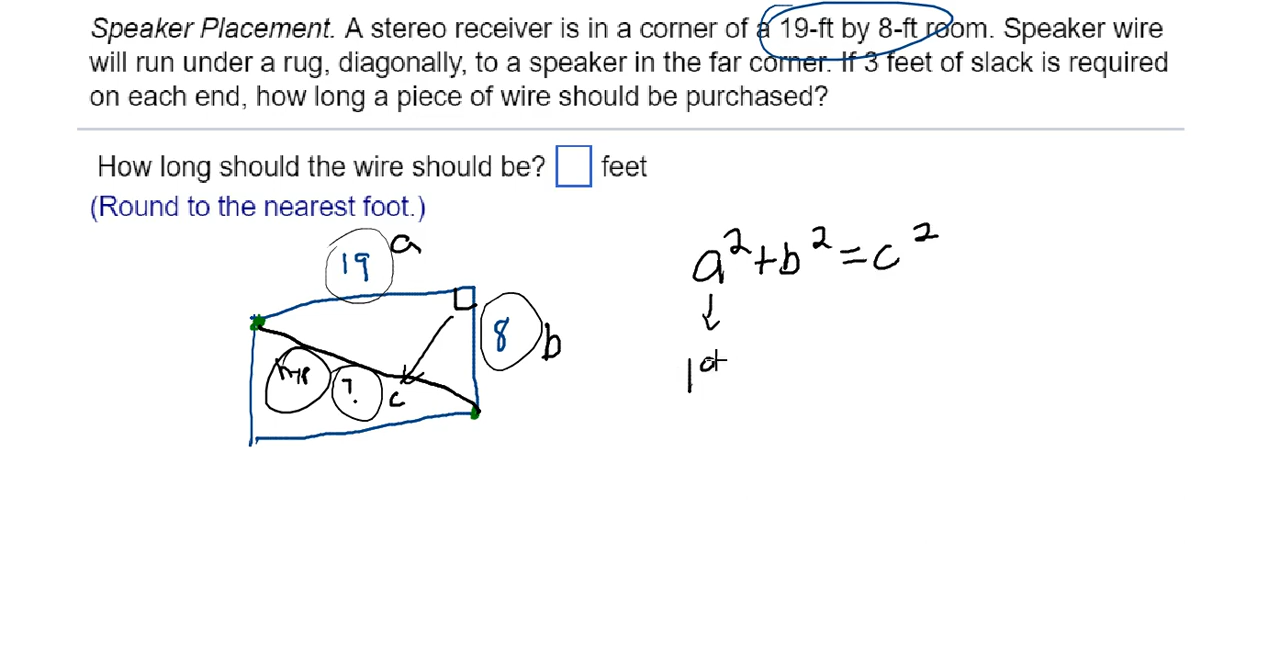 Speaker Placement. A stereo receiver is in a corner of a 19-ft by 8-ft room. Speaker wire
will run under a rug, diagonally, to a speaker in the far corner. If 3 feet of slack is required
on each end, how long a piece of wire should be purchased?
How long should the wire should be? feet
(Round to the nearest foot.)
19 a
8 b
hyp ? c
a²+b²=c²
↓
1st